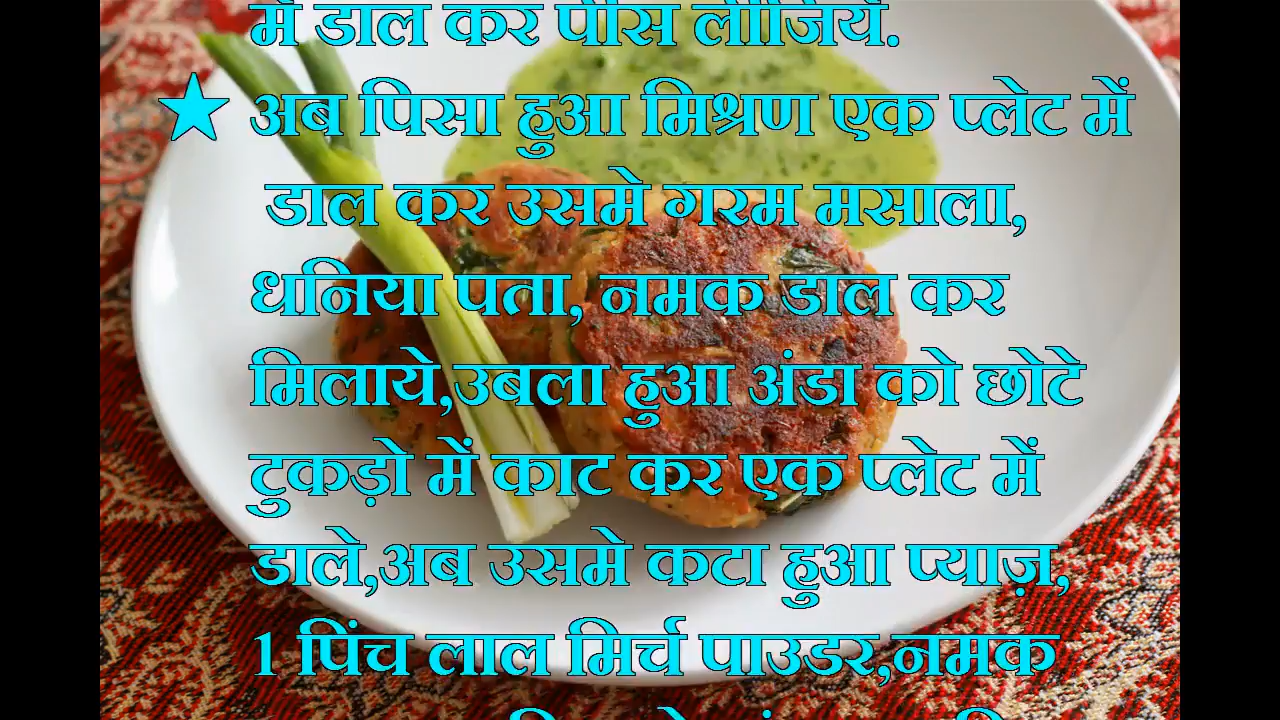 में डाल कर पीस लीजिये.
★ अब पिसा हुआ मिश्रण एक प्लेट में
डाल कर उसमे गरम मसाला,
धनिया पता, नमक डाल कर
मिलाये,उबला हुआ अंडा को छोटे
टुकड़ो में काट कर एक प्लेट में
डाले,अब उसमे कटा हुआ प्याज़,
1 पिंच लाल मिर्च पाउडर,नमक